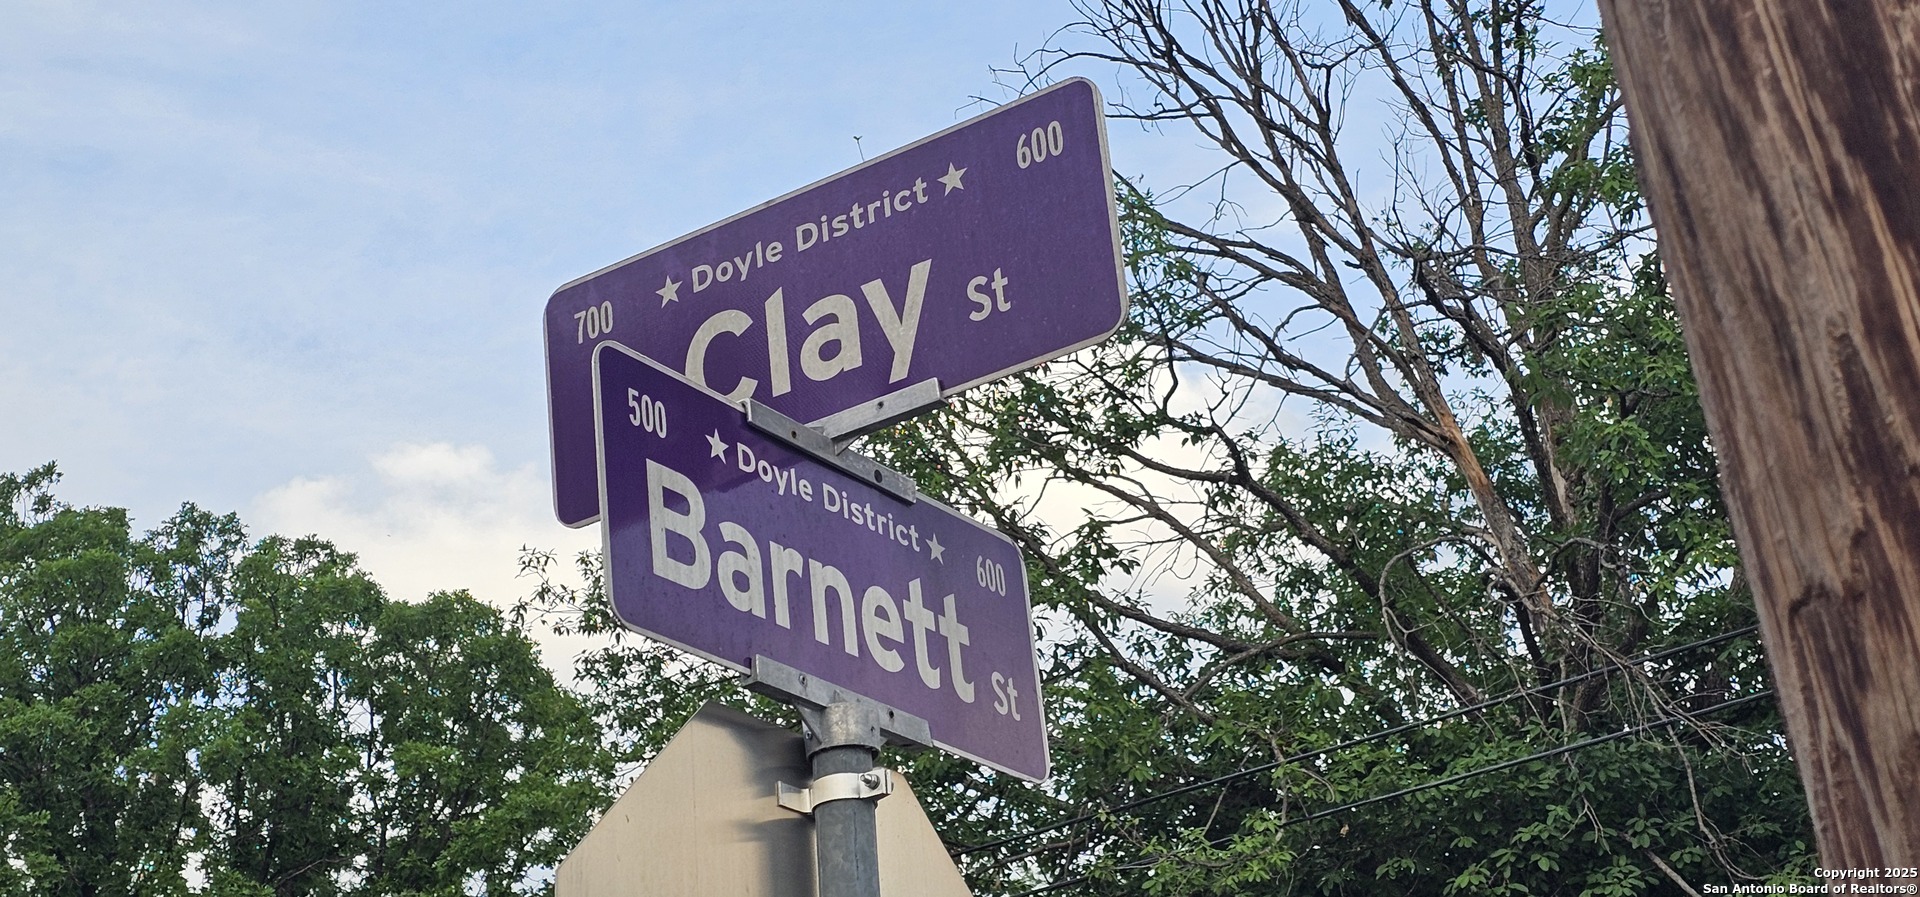 600
★ Doyle District ★
700
Clay St
500
★ Doyle District ★
600
Barnett St
Copyright 2025
San Antonio Board of Realtors®